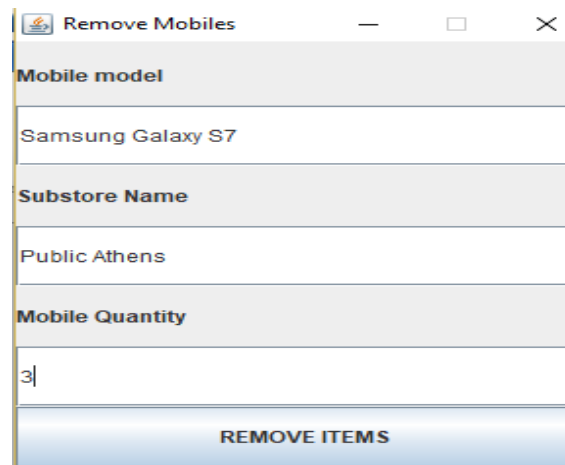 Remove Mobiles
Mobile model
Samsung Galaxy S7
Substore Name
Public Athens
Mobile Quantity
3
REMOVE ITEMS